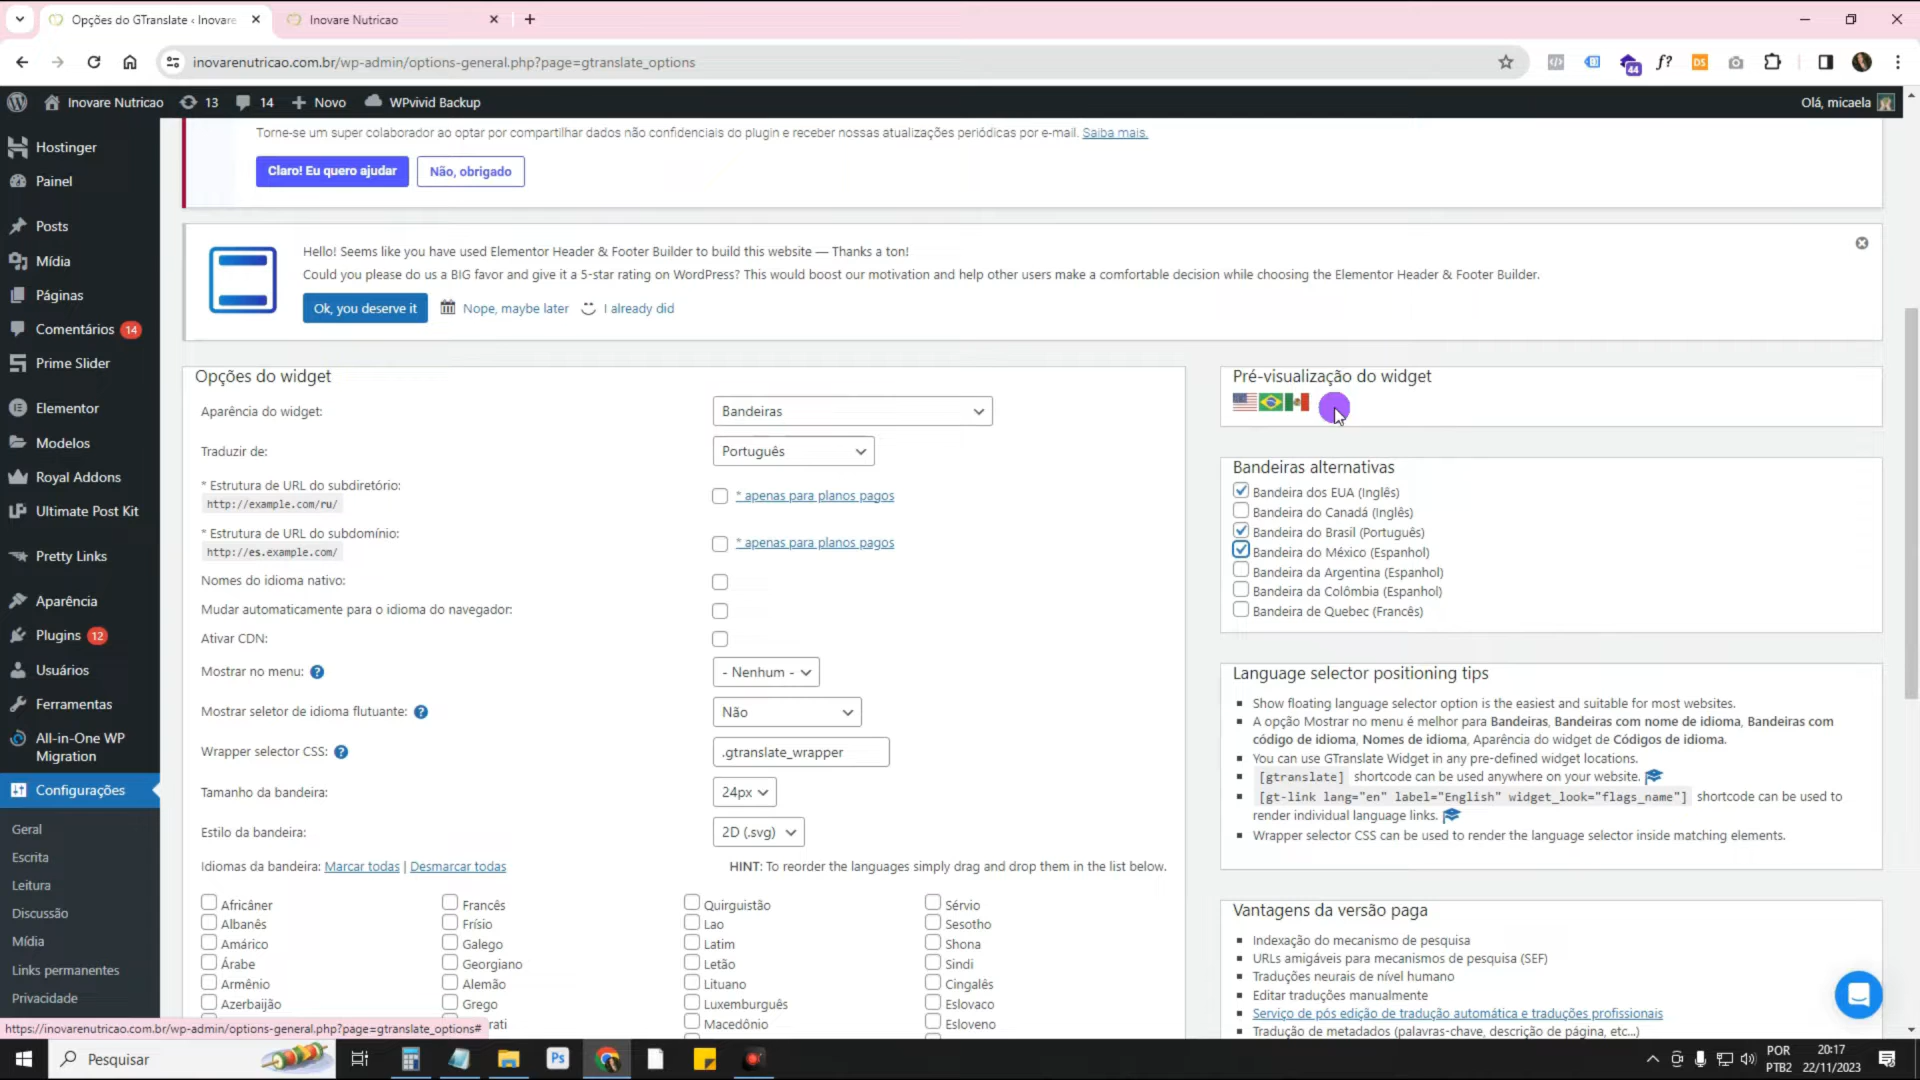 Opções do GTranslate ‹ Inovare
Inovare Nutricao
inovarenutricao.com.br/wp-admin/options-general.php?page=gtranslate_options
44
f?
DS
Inovare Nutricao
13
14
Novo
WPvivid Backup
Olá, micaela
Hostinger
Painel
Posts
Mídia
Páginas
Comentários 14
Prime Slider
Elementor
Modelos
Royal Addons
Ultimate Post Kit
Pretty Links
Aparência
Plugins 12
Usuários
Ferramentas
All-in-One WP
Migration
Configurações
Geral
Escrita
Leitura
Discussão
Mídia
Links permanentes
Privacidade
Torne-se um super colaborador ao optar por compartilhar dados não confidenciais do plugin e receber nossas atualizações periódicas por e-mail. Saiba mais.
Claro! Eu quero ajudar
Não, obrigado
Hello! Seems like you have used Elementor Header & Footer Builder to build this website — Thanks a ton!
Could you please do us a BIG favor and give it a 5-star rating on WordPress? This would boost our motivation and help other users make a comfortable decision while choosing the Elementor Header & Footer Builder.
Ok, you deserve it
Nope, maybe later
I already did
Opções do widget
Aparência do widget:
Bandeiras
Traduzir de:
Português
* Estrutura de URL do subdiretório:
http://example.com/ru/
* apenas para planos pagos
* Estrutura de URL do subdomínio:
http://es.example.com/
* apenas para planos pagos
Nomes do idioma nativo:
Mudar automaticamente para o idioma do navegador:
Ativar CDN:
Mostrar no menu:
- Nenhum -
Mostrar seletor de idioma flutuante:
Não
Wrapper selector CSS:
.gtranslate_wrapper
Tamanho da bandeira:
24px
Estilo da bandeira:
2D (.svg)
Idiomas da bandeira: Marcar todas | Desmarcar todas
HINT: To reorder the languages simply drag and drop them in the list below.
Africâner
Albanês
Amárico
Árabe
Armênio
Azerbaijão
Francês
Frísio
Galego
Georgiano
Alemão
Grego
rati
Quirguistão
Lao
Latim
Letão
Lituano
Luxemburguês
Macedônio
Sérvio
Sesotho
Shona
Sindi
Cingalês
Eslovaco
Esloveno
Pré-visualização do widget
Bandeiras alternativas
Bandeira dos EUA (Inglês)
Bandeira do Canadá (Inglês)
Bandeira do Brasil (Português)
Bandeira do México (Espanhol)
Bandeira da Argentina (Espanhol)
Bandeira da Colômbia (Espanhol)
Bandeira de Quebec (Francês)
Language selector positioning tips
Show floating language selector option is the easiest and suitable for most websites.
A opção Mostrar no menu é melhor para Bandeiras, Bandeiras com nome de idioma, Bandeiras com
código de idioma, Nomes de idioma, Aparência do widget de Códigos de idioma.
You can use GTranslate Widget in any pre-defined widget locations.
[gtranslate] shortcode can be used anywhere on your website.
[gt-link lang="en" label="English" widget_look="flags_name"] shortcode can be used to
render individual language links.
Wrapper selector CSS can be used to render the language selector inside matching elements.
Vantagens da versão paga
Indexação do mecanismo de pesquisa
URLs amigáveis para mecanismos de pesquisa (SEF)
Traduções neurais de nível humano
Editar traduções manualmente
Serviço de pós edição de tradução automática e traduções profissionais
Tradução de metadados (palavras-chave, descrição de página, etc...)
https://inovarenutricao.com.br/wp-admin/options-general.php?page=gtranslate_options#
Pesquisar
Ps
POR
PTB2
20:17
22/11/2023